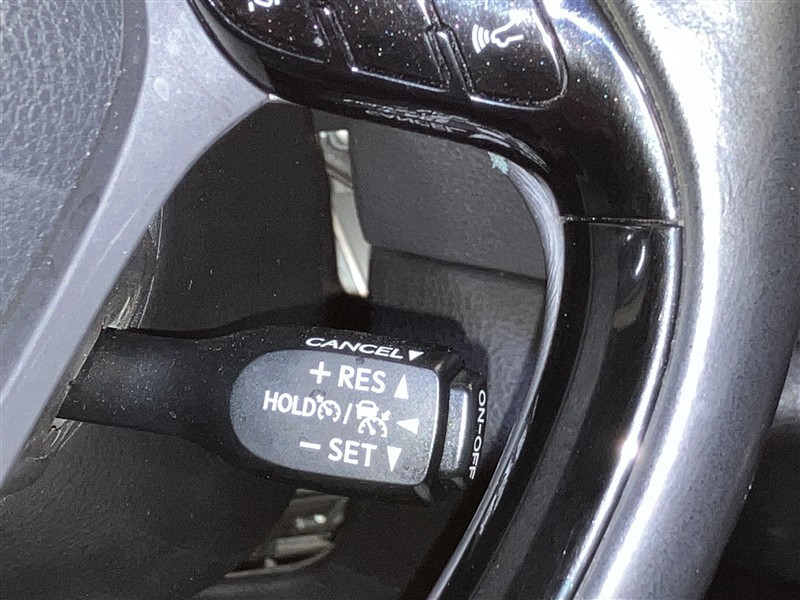 CANCEL▼
+ RES ▲
HOLD / ◀
− SET ▼
ON-OFF